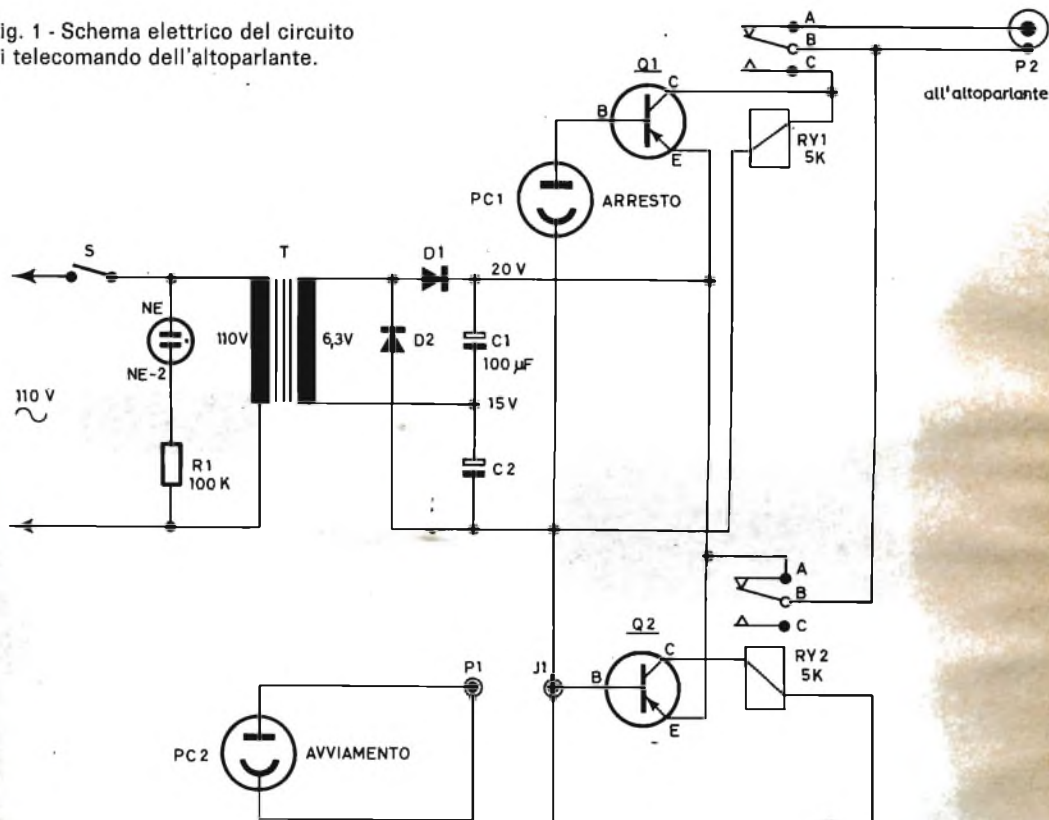 ig. 1 - Schema elettrico del circuito
i telecomando dell'altoparlante.
A
B
C
P2
all'altoparlante
Q1
C
B
E
RY1
5K
PC1
ARRESTO
S
T
D1
20 V
NE
NE-2
110V
6,3V
D2
C1
100 µF
110 V
15V
R1
100 K
C2
A
B
C
Q2
C
B
E
RY2
5K
P1
J1
PC2
AVVIAMENTO